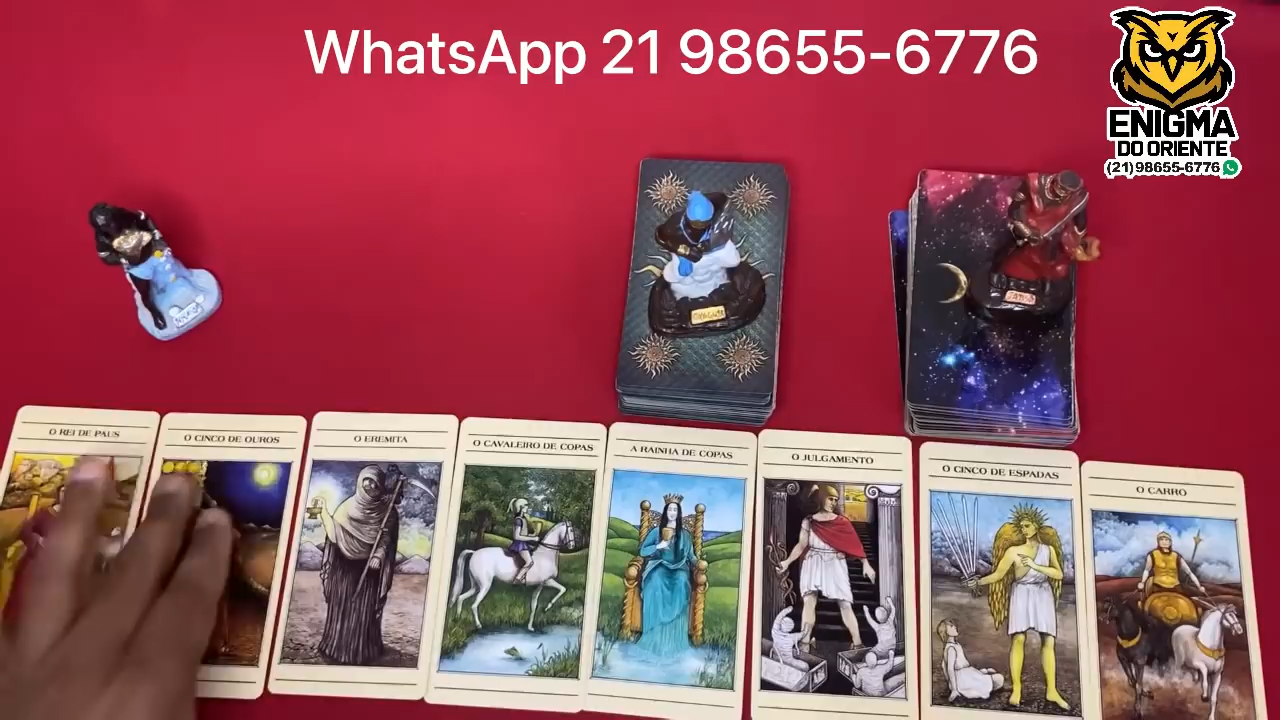 WhatsApp 21 98655-6776
ENIGMA
DO ORIENTE
(21)98655-6776
O REI DE PAUS
O CINCO DE OUROS
O EREMITA
O CAVALEIRO DE COPAS
A RAINHA DE COPAS
O JULGAMENTO
O CINCO DE ESPADAS
O CARRO